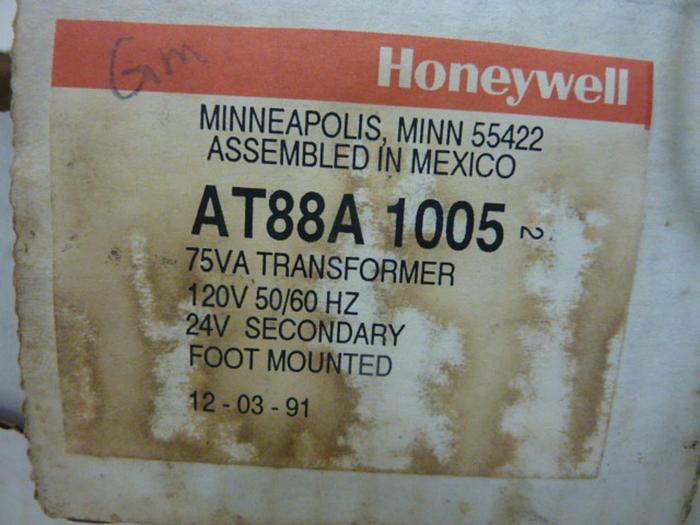 Gm
Honeywell
MINNEAPOLIS, MINN 55422
ASSEMBLED IN MEXICO
AT88A 1005 2
75VA TRANSFORMER
120V 50/60 HZ
24V SECONDARY
FOOT MOUNTED
12 - 03 - 91